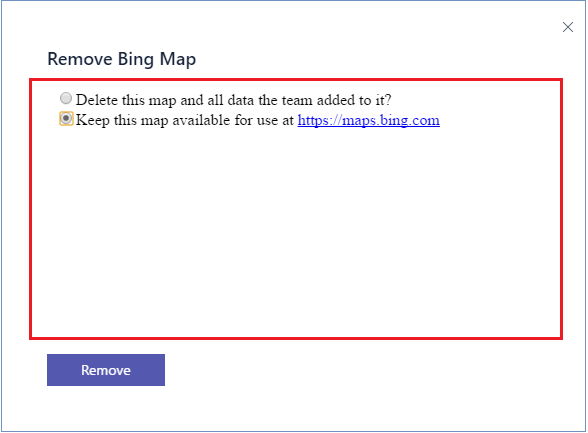 Remove Bing Map
Delete this map and all data the team added to it?
Keep this map available for use at https://maps.bing.com
Remove